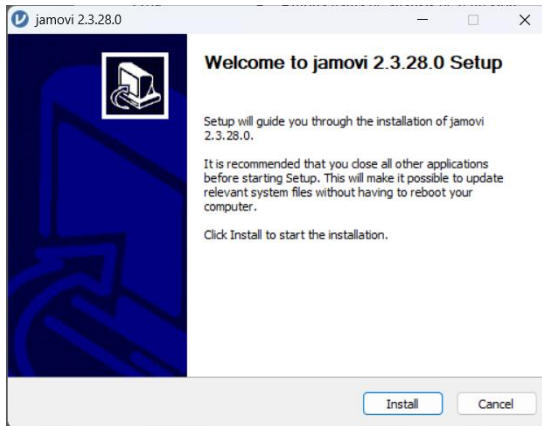 jamovi 2.3.28.0
Welcome to jamovi 2.3.28.0 Setup
Setup will guide you through the installation of jamovi
2.3.28.0.
It is recommended that you close all other applications
before starting Setup. This will make it possible to update
relevant system files without having to reboot your
computer.
Click Install to start the installation.
Install
Cancel